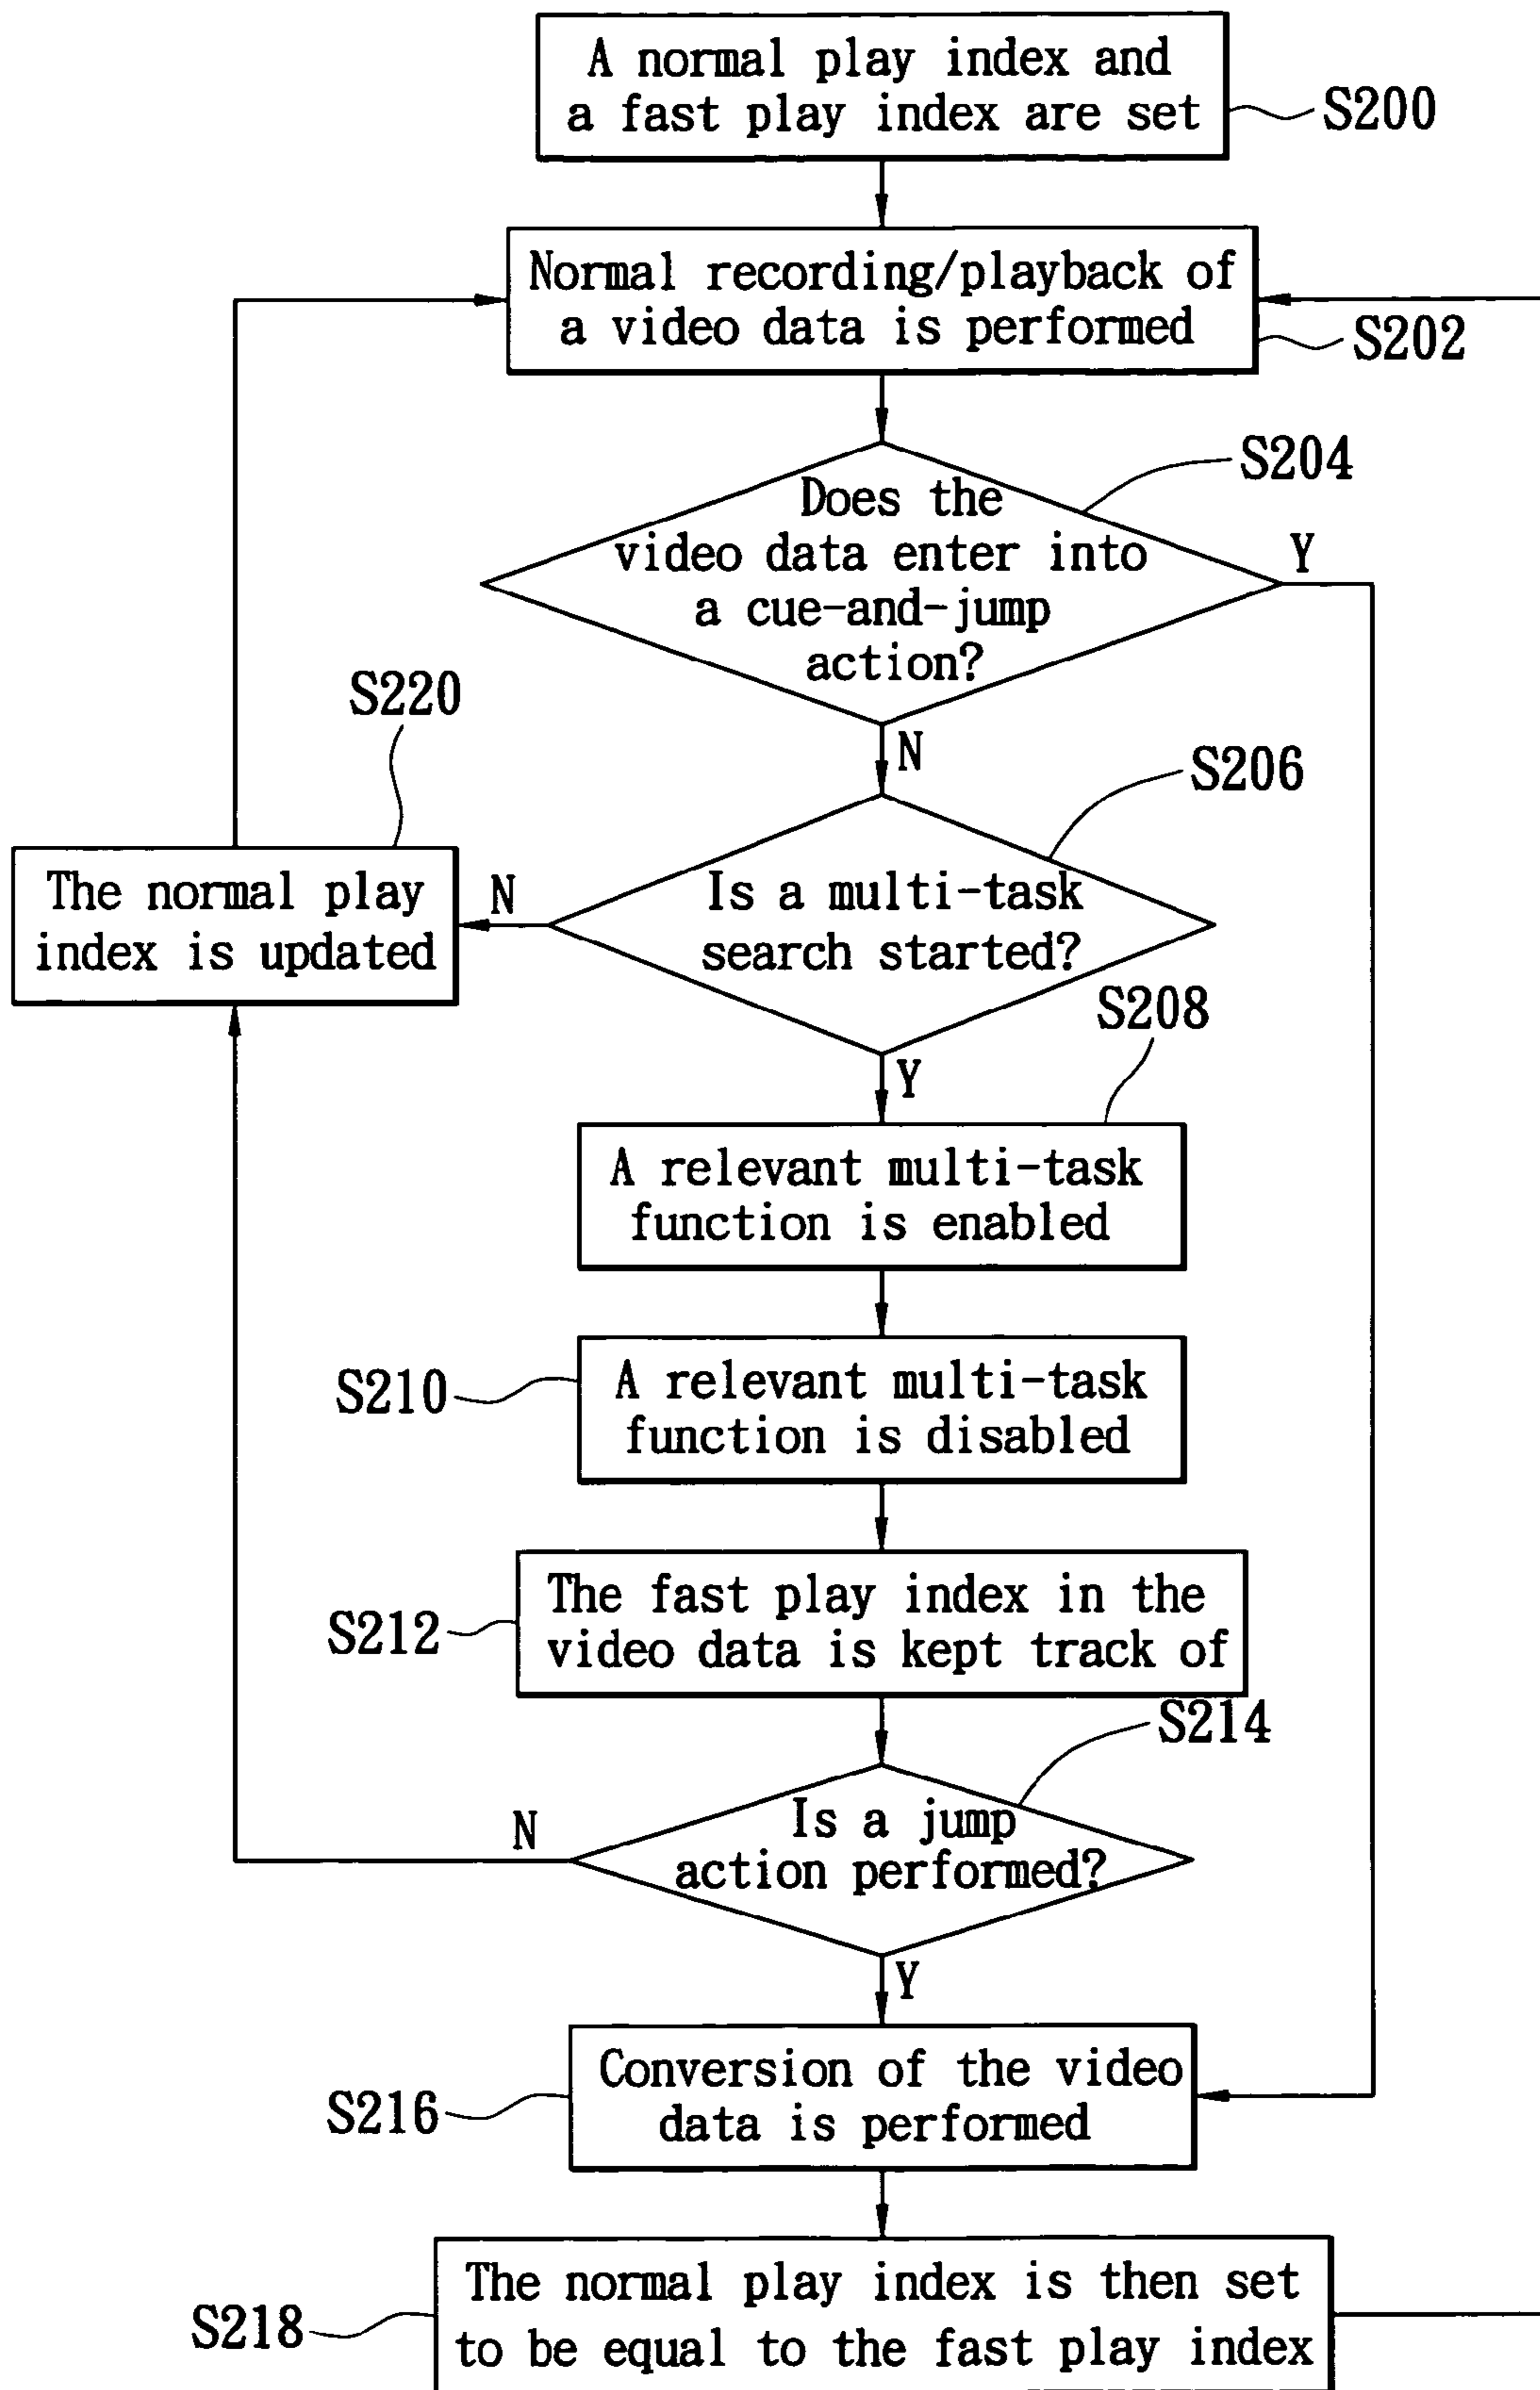 A normal play index and
a fast play index are set
S200
Normal recording/playback of
a video data is performed
S202
S204
Does the
video data enter into
a cue-and-jump
action?
Y
N
S220
S206
The normal play
index is updated
N
Is a multi-task
search started?
S208
Y
A relevant multi-task
function is enabled
S210
A relevant multi-task
function is disabled
S212
The fast play index in the
video data is kept track of
S214
N
Is a jump
action performed?
Y
S216
Conversion of the video
data is performed
S218
The normal play index is then set
to be equal to the fast play index